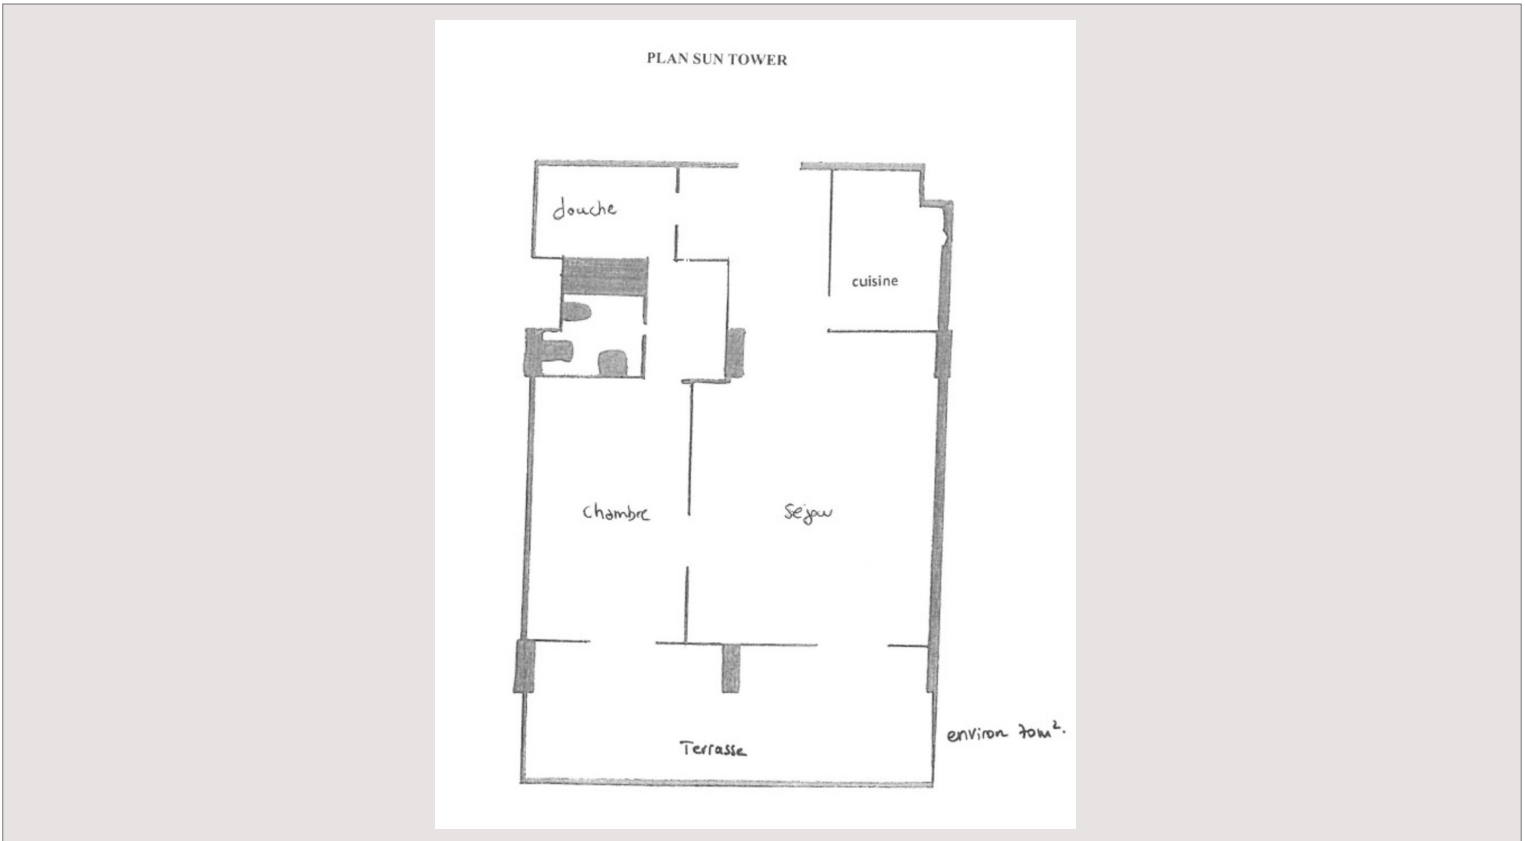 PLAN SUN TOWER
douche
cuisine
chambre
Séjour
Terrasse
environ 70m².